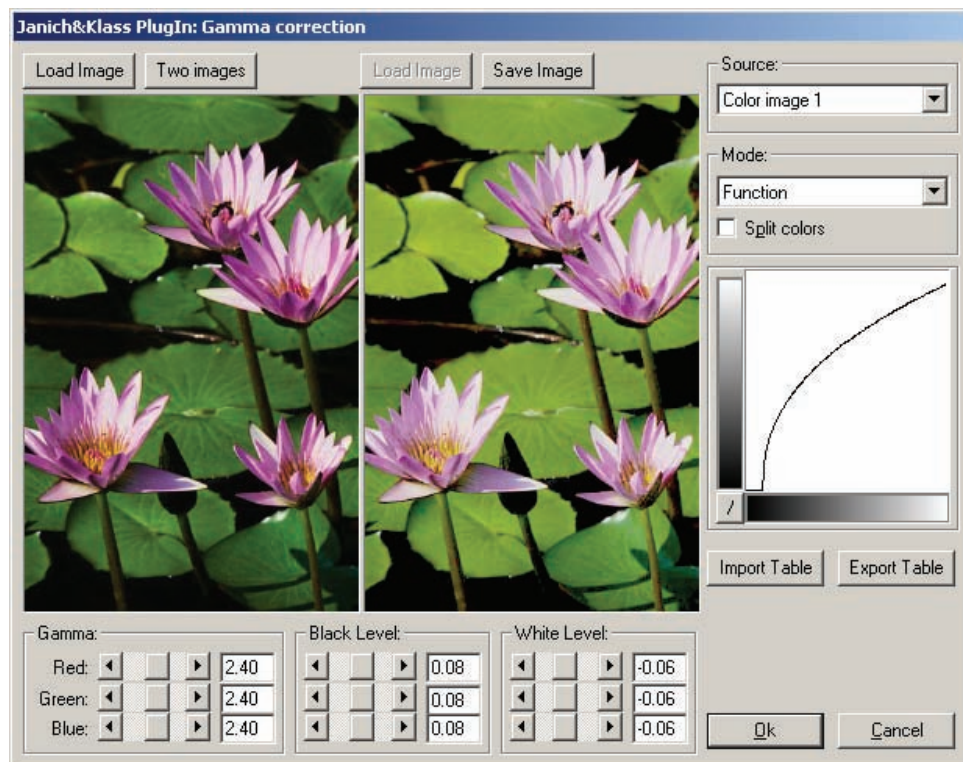 Janich&Klass PlugIn: Gamma correction
Load Image Two images Load Image Save Image
Source:
Color image 1
Mode:
Function
Split colors
/
Import Table Export Table
Gamma:
Red: 2.40
Green: 2.40
Blue: 2.40
Black Level:
0.08
0.08
0.08
White Level:
-0.06
-0.06
-0.06
Ok Cancel